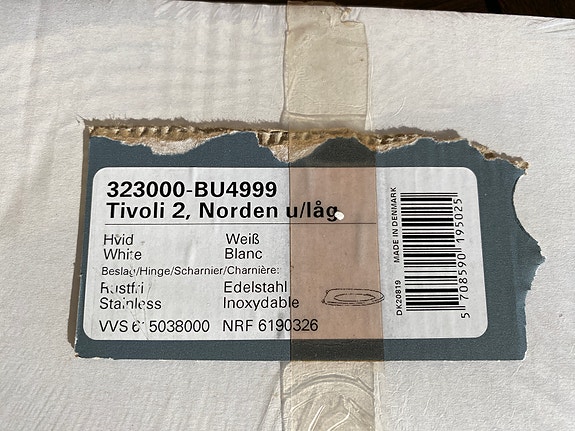 323000-BU4999
Tivoli 2, Norden u/låg
Hvid Weiß
White Blanc
Beslag/Hinge/Scharnier/Charnière:
Rustfri Edelstahl
Stainless Inoxydable
VVS 6 5038000 NRF 6190326
DK20819
MADE IN DENMARK
5 708590 195025